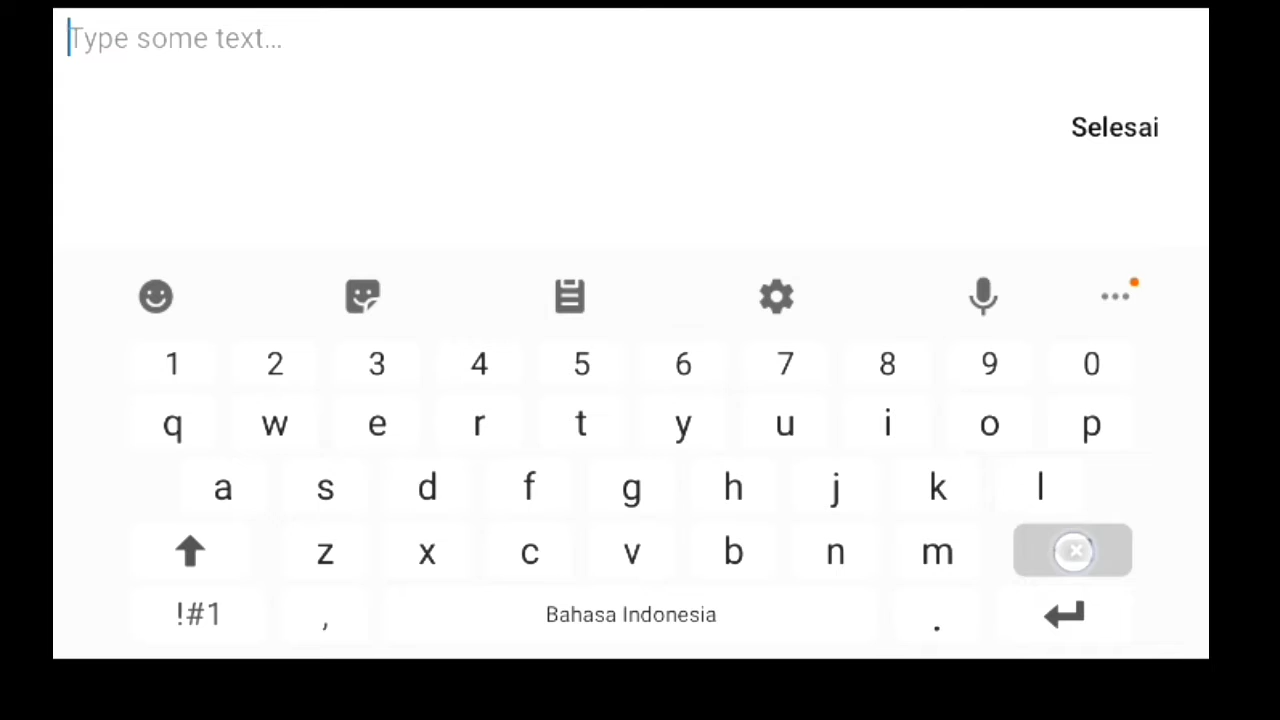 Type some text...
Selesai
1 2 3 4 5 6 7 8 9 0
q w e r t y u i o p
a s d f g h j k l
z x c v b n m
!#1 , Bahasa Indonesia .